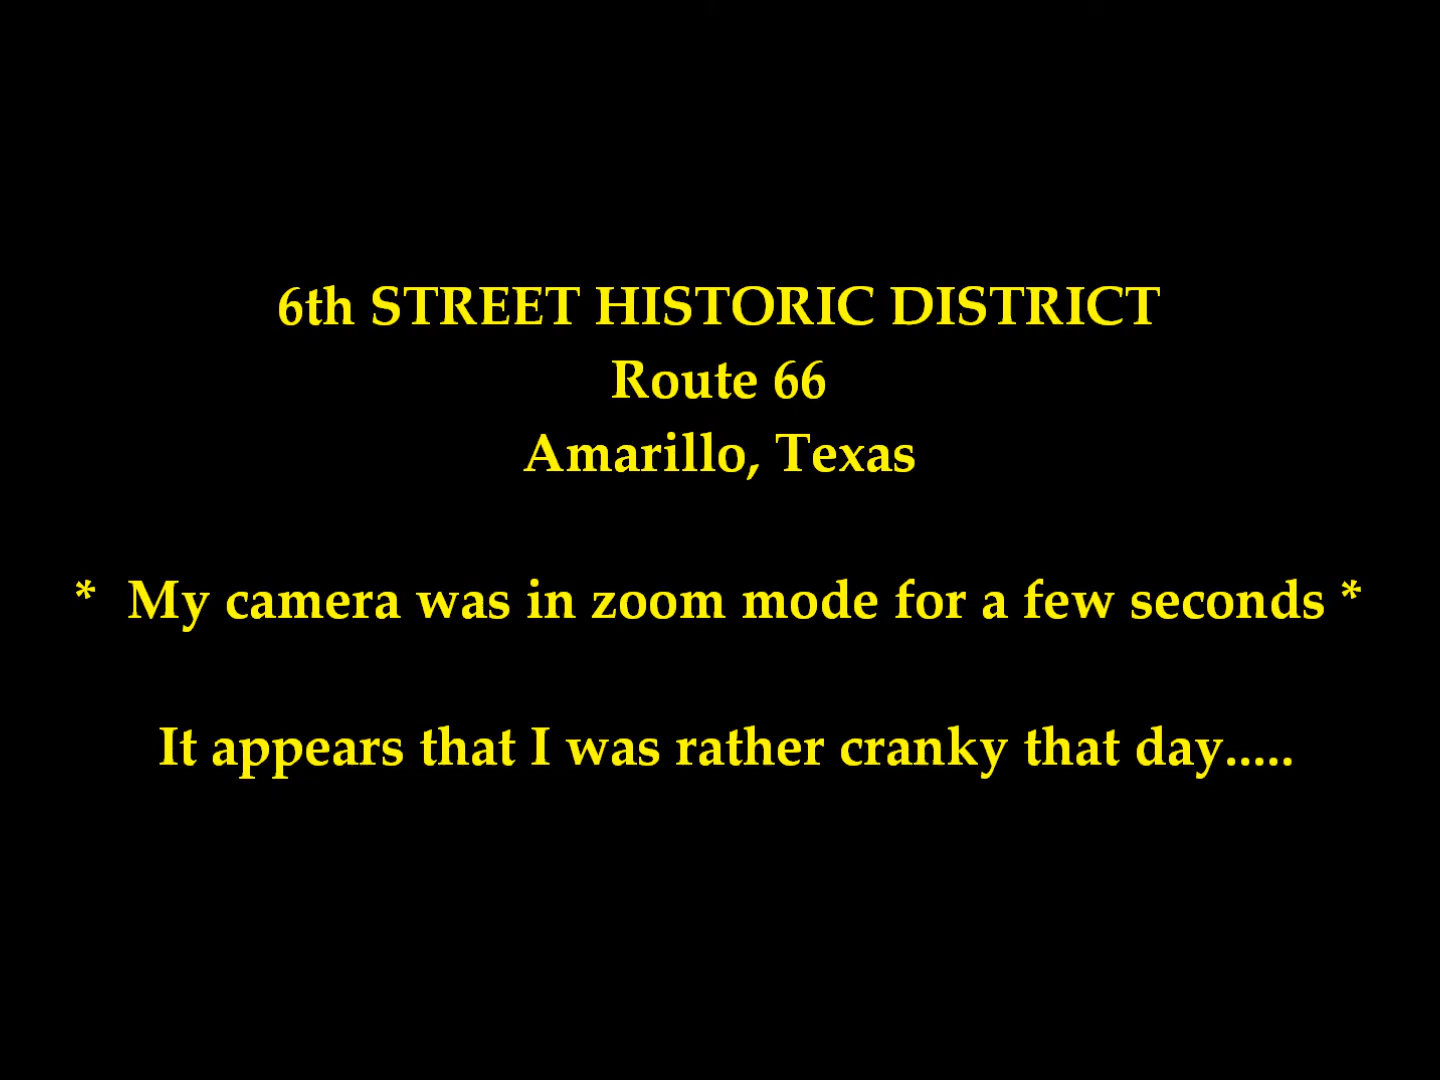 6th STREET HISTORIC DISTRICT
Route 66
Amarillo, Texas
* My camera was in zoom mode for a few seconds *
It appears that I was rather cranky that day.....